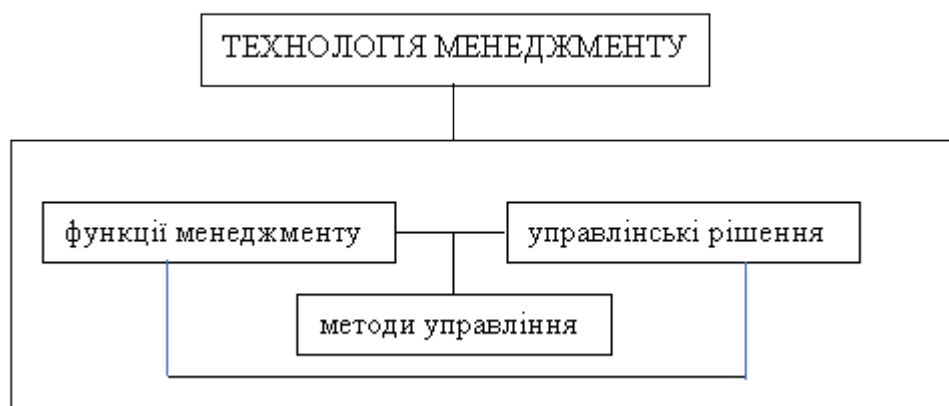 ТЕХНОЛОГІЯ МЕНЕДЖМЕНТУ
функції менеджменту
управлінські рішення
методи управління